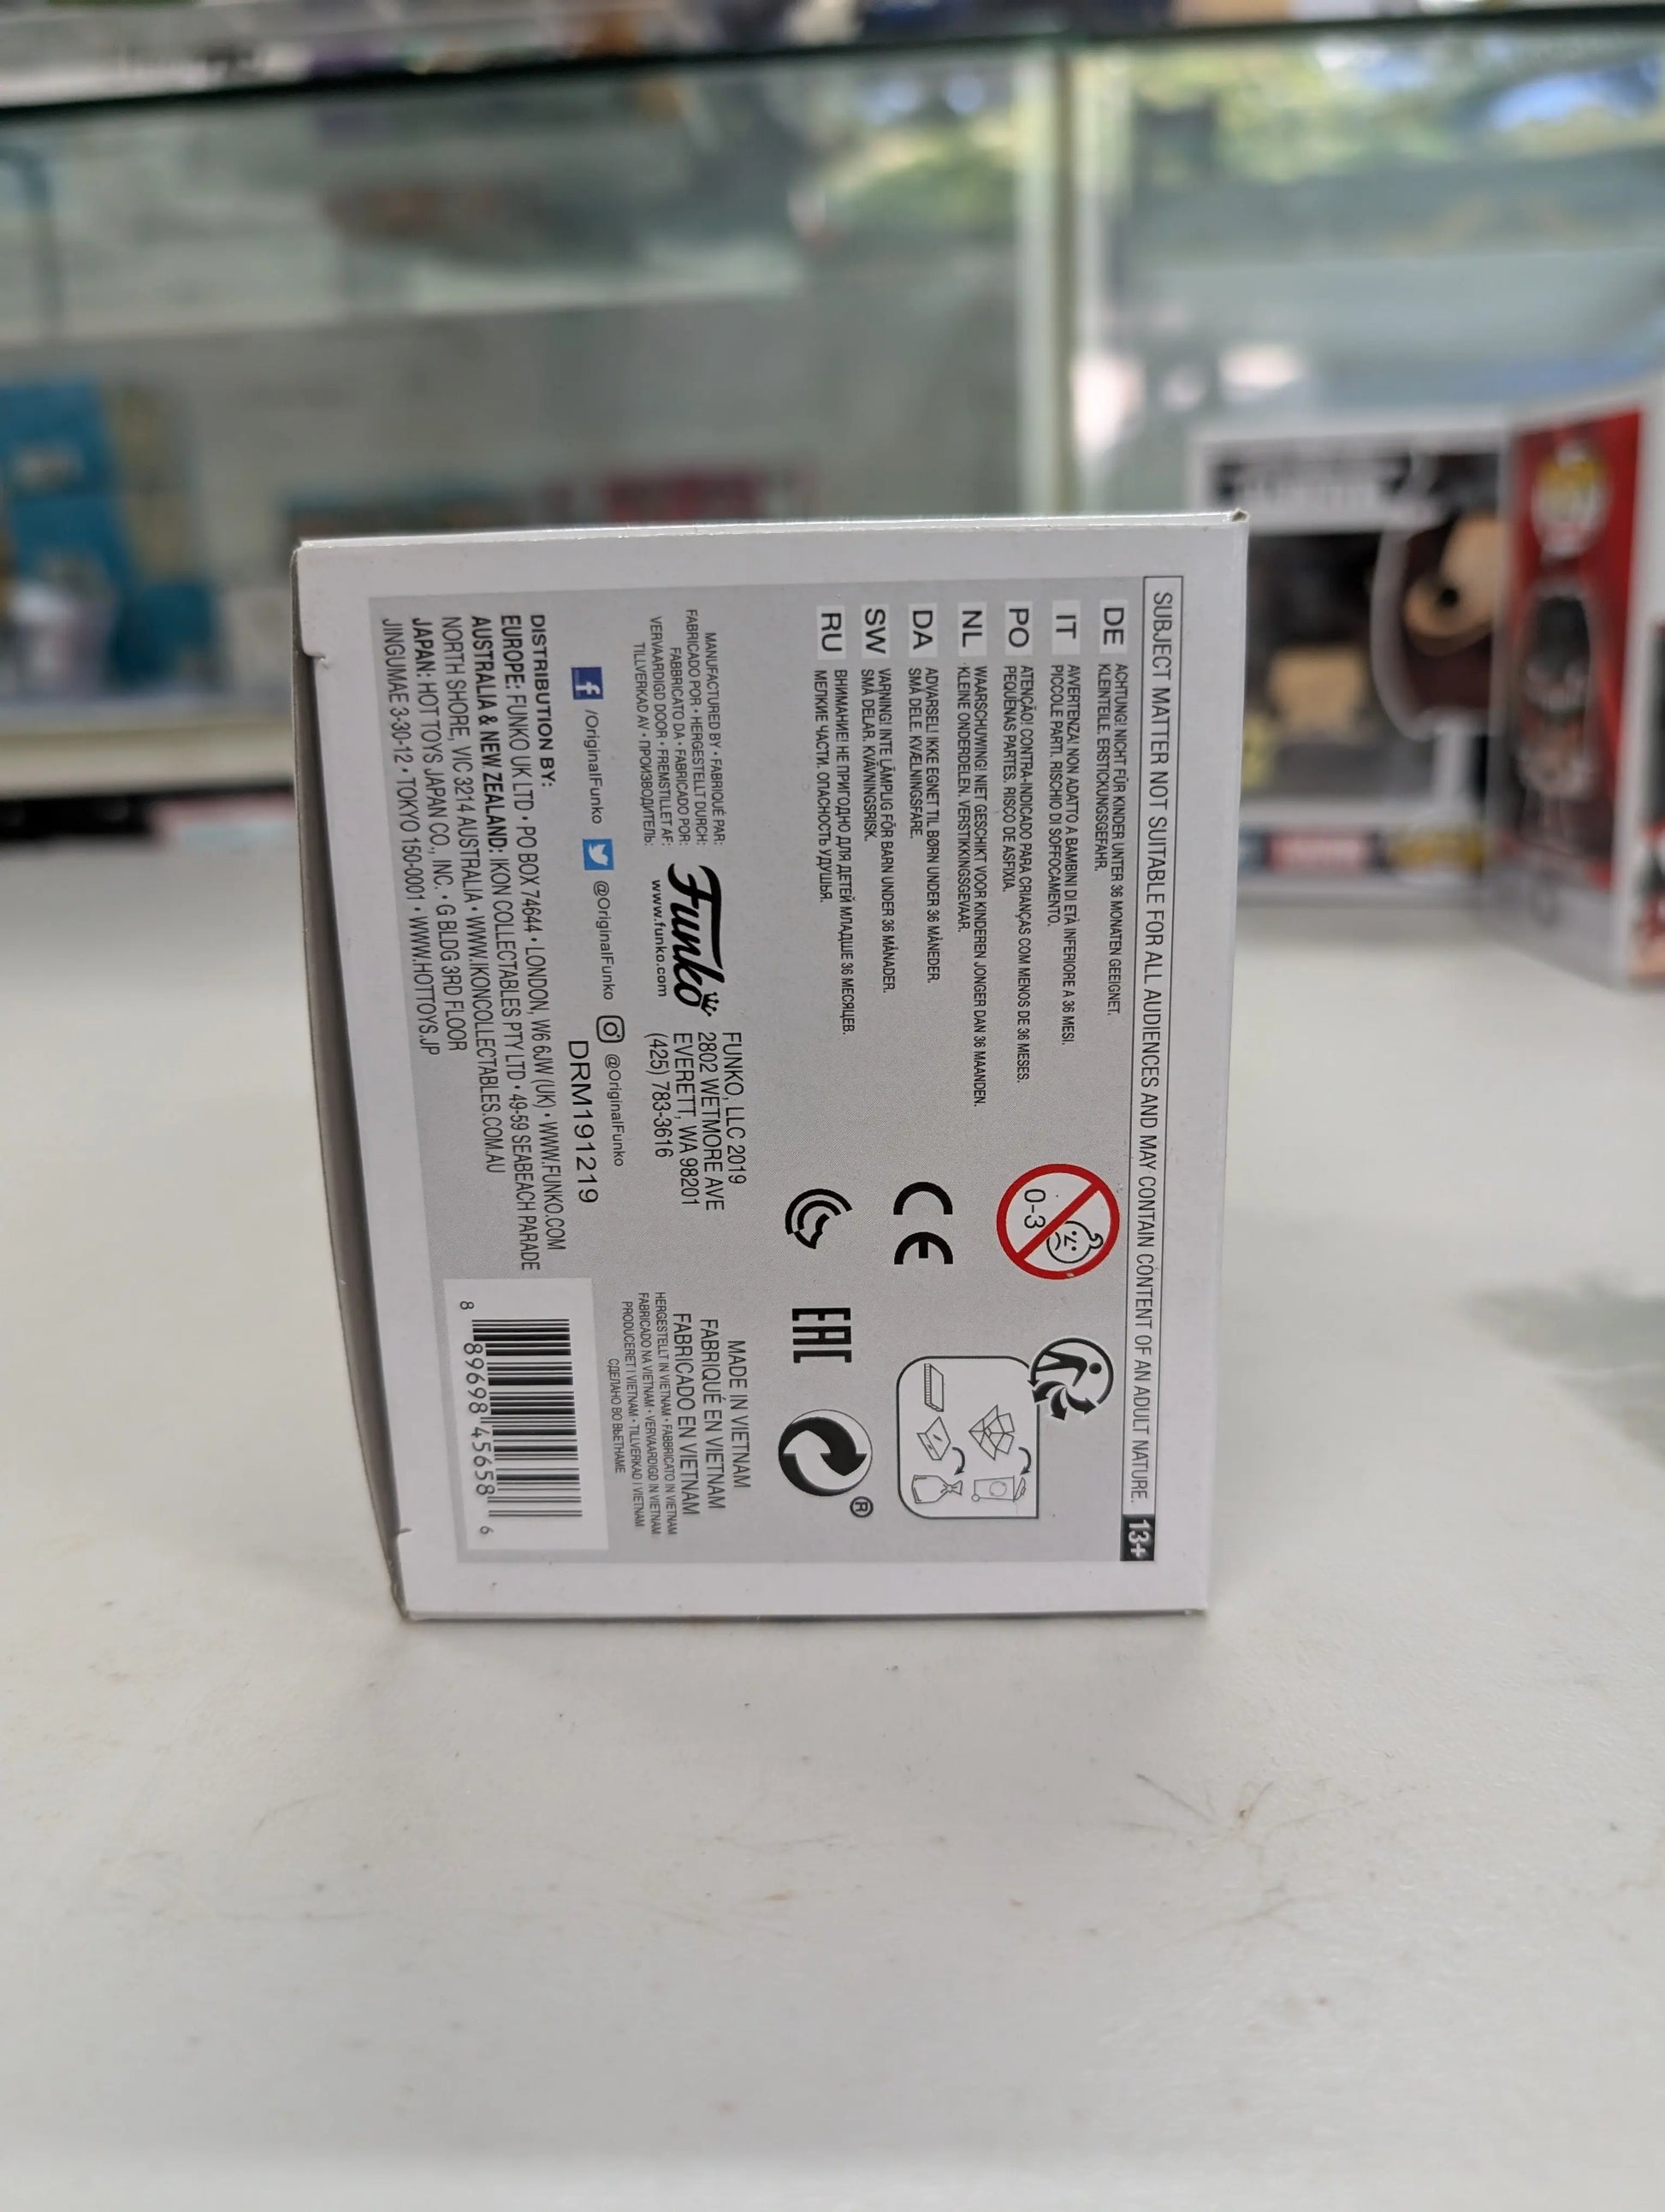 SUBJECT MATTER NOT SUITABLE FOR ALL AUDIENCES AND MAY CONTAIN CONTENT OF AN ADULT NATURE. 13+
DE ACHTUNG! NICHT FÜR KINDER UNTER 36 MONATEN GEEIGNET.
KLEINTEILE. ERSTICKUNGSGEFAHR.
IT AVVERTENZA! NON ADATTO A BAMBINI DI ETÀ INFERIORE A 36 MESI.
PICCOLE PARTI. RISCHIO DI SOFFOCAMENTO.
PO ATENÇÃO! CONTRA-INDICADO PARA CRIANÇAS COM MENOS DE 36 MESES.
PEQUENAS PARTES. RISCO DE ASFIXIA.
NL WAARSCHUWING! NIET GESCHIKT VOOR KINDEREN JONGER DAN 36 MAANDEN.
KLEINE ONDERDELEN. VERSTIKKINGSGEVAAR.
DA ADVARSEL! IKKE EGNET TIL BØRN UNDER 36 MÅNEDER.
SMÅ DELE. KVÆLNINGSFARE.
SW VARNING! INTE LÄMPLIG FÖR BARN UNDER 36 MÅNADER.
SMÅ DELAR. KVÄVNINGSRISK.
RU ВНИМАНИЕ! НЕ ПРИГОДНО ДЛЯ ДЕТЕЙ МЛАДШЕ 36 МЕСЯЦЕВ.
МЕЛКИЕ ЧАСТИ. ОПАСНОСТЬ УДУШЬЯ.
0-3
CE
EAC
®
MANUFACTURED BY • FABRIQUÉ PAR:
FABRICADO POR • HERGESTELLT DURCH:
FABBRICATO DA • FABRICADO POR:
VERVAARDIGD DOOR • FREMSTILLET AF:
TILLVERKAD AV • ПРОИЗВОДИТЕЛЬ:
Funko
www.funko.com
FUNKO, LLC 2019
2802 WETMORE AVE
EVERETT, WA 98201
(425) 783-3616
MADE IN VIETNAM
FABRIQUÉ EN VIETNAM
FABRICADO EN VIETNAM
HERGESTELLT IN VIETNAM • FABBRICATO IN VIETNAM
FABRICADO NA VIETNAM • VERVAARDIGD IN VIETNAM
PRODUCERET I VIETNAM • TILLVERKAD I VIETNAM
СДЕЛАНО ВО ВЬЕТНАМЕ
f /OriginalFunko @OriginalFunko @OriginalFunko
DRM191219
DISTRIBUTION BY:
EUROPE: FUNKO UK LTD • PO BOX 74644 • LONDON, W6 6JW (UK) • WWW.FUNKO.COM
AUSTRALIA & NEW ZEALAND: IKON COLLECTABLES PTY LTD • 49-59 SEABEACH PARADE
NORTH SHORE, VIC 3214 AUSTRALIA • WWW.IKONCOLLECTABLES.COM.AU
JAPAN: HOT TOYS JAPAN CO., INC. • G BLDG 3RD FLOOR
JINGUMAE 3-30-12 • TOKYO 150-0001 • WWW.HOTTOYS.JP
8 89698 45658 6